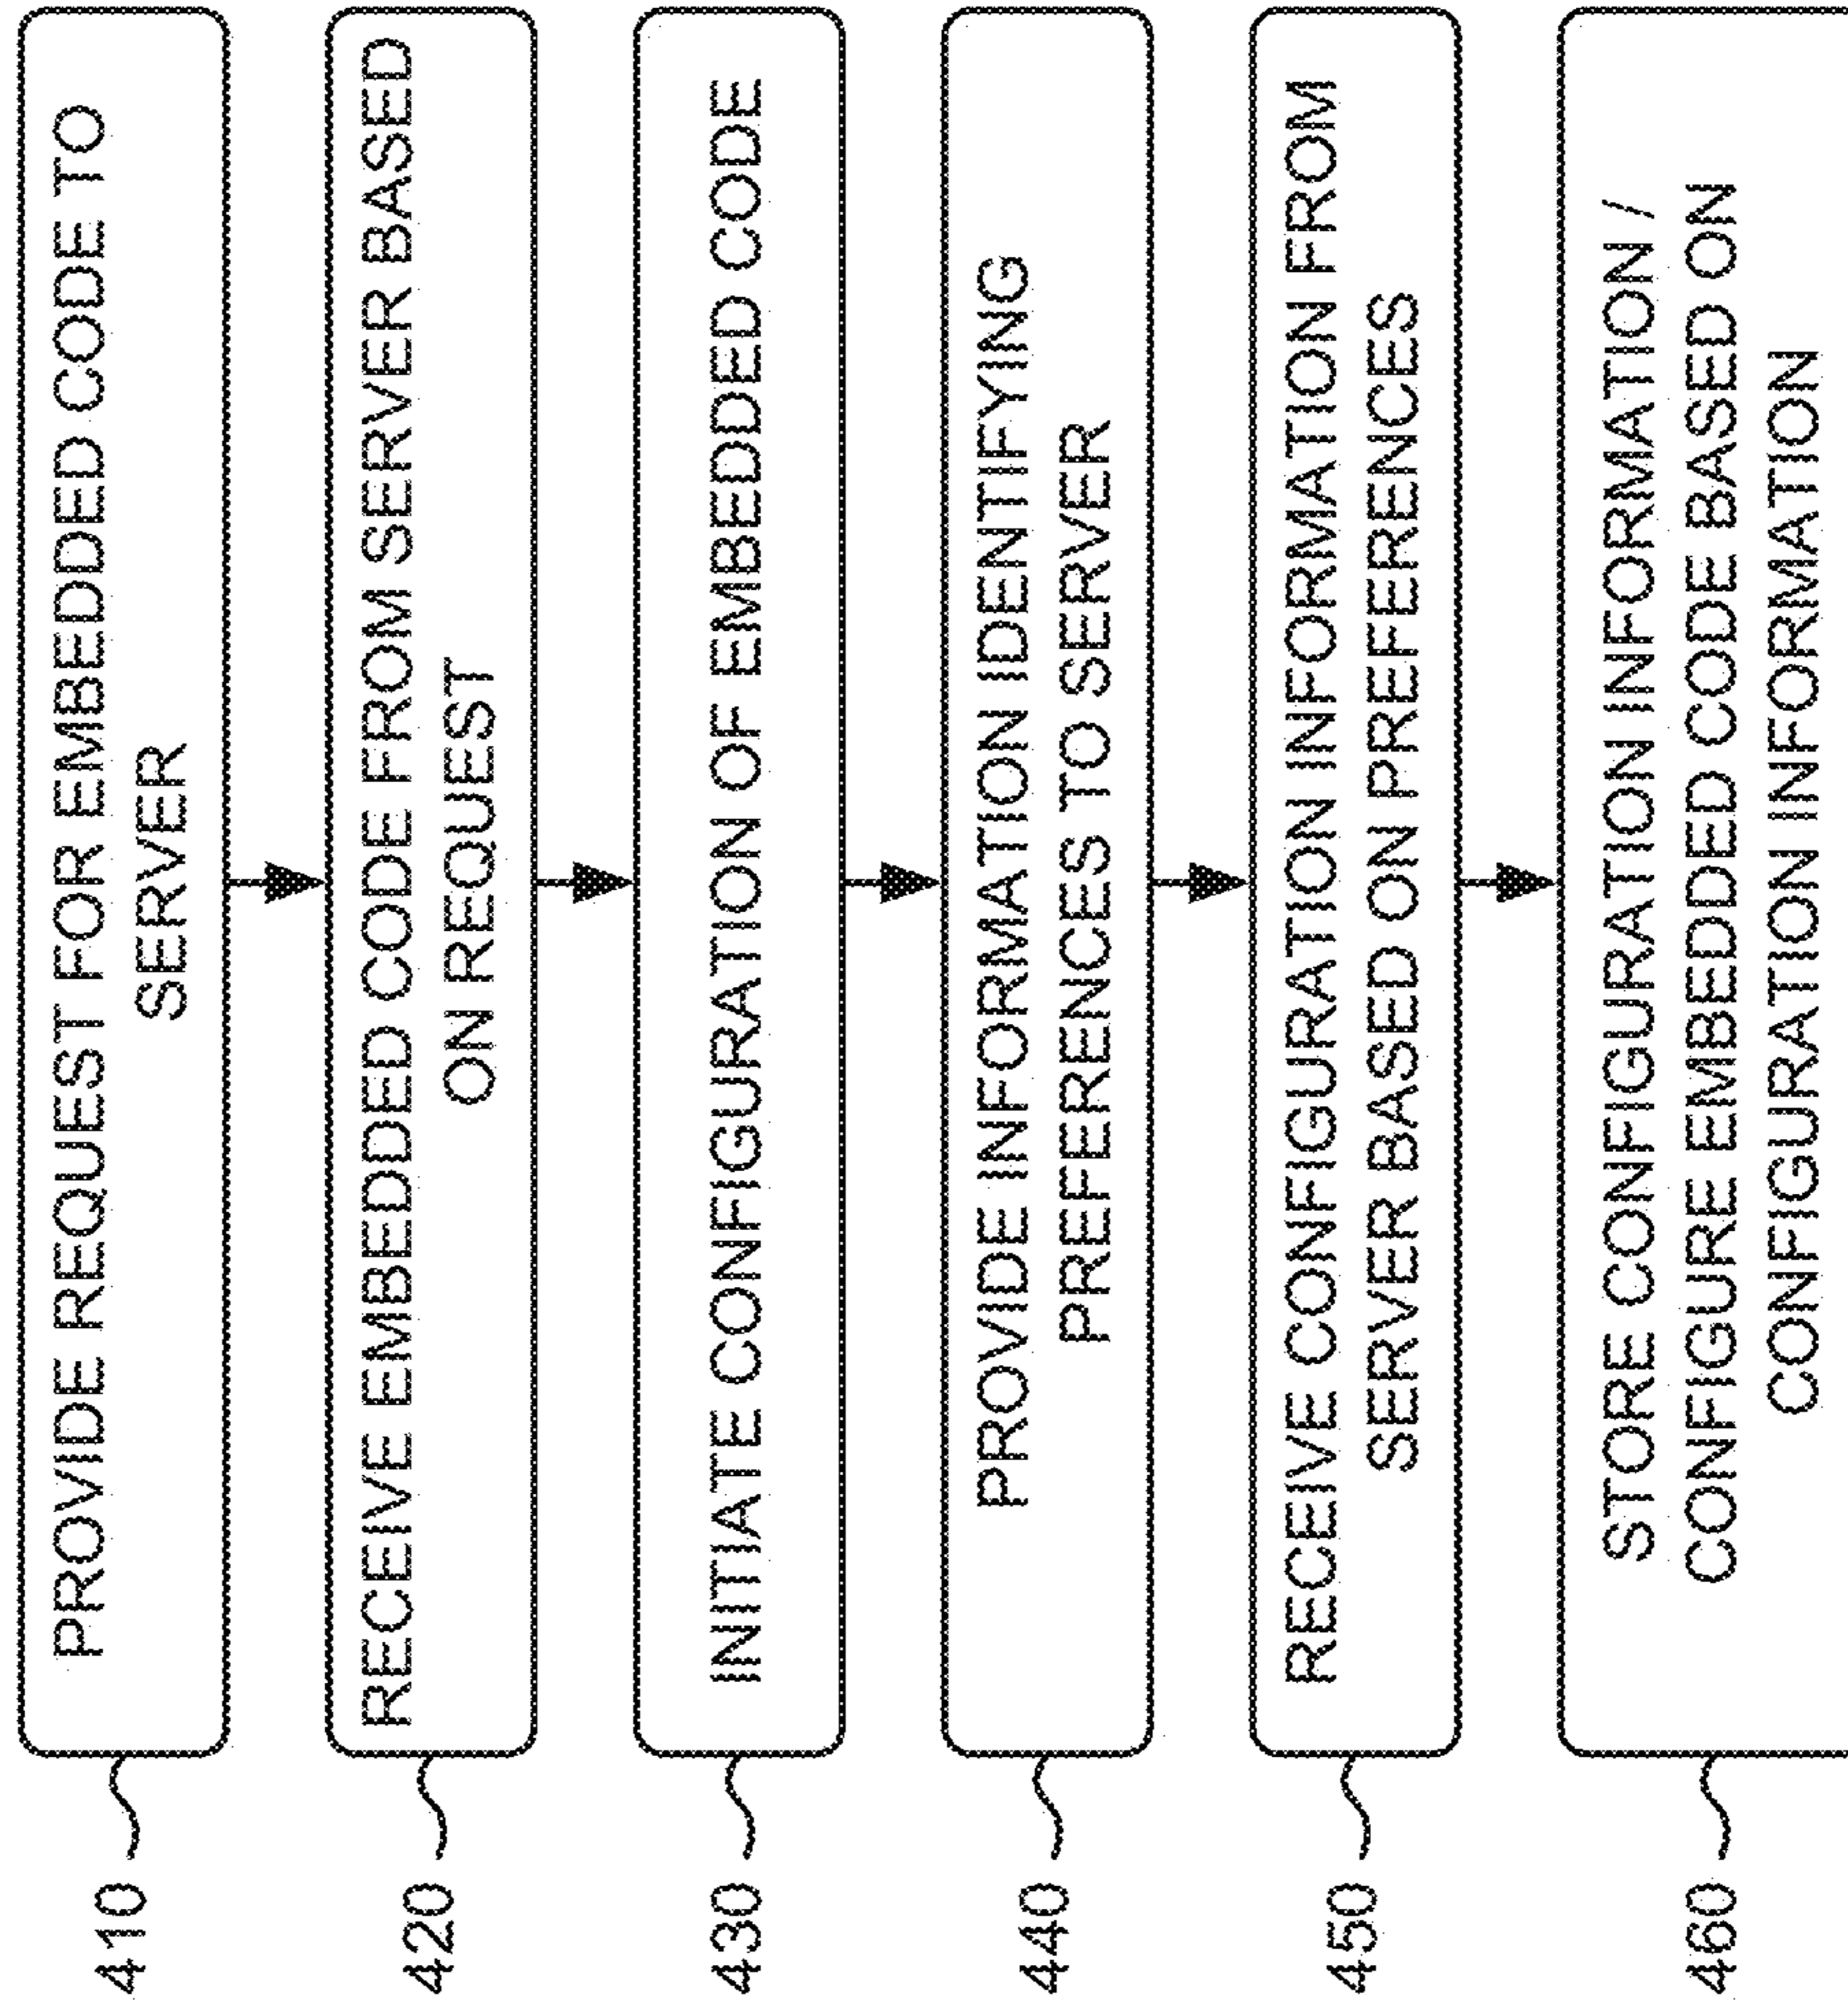 410
PROVIDE REQUEST FOR EMBEDDED CODE TO
SERVER
420
RECEIVE EMBEDDED CODE FROM SERVER BASED
ON REQUEST
430
INITIATE CONFIGURATION OF EMBEDDED CODE
440
PROVIDE INFORMATION IDENTIFYING
PREFERENCES TO SERVER
450
RECEIVE CONFIGURATION INFORMATION FROM
SERVER BASED ON PREFERENCES
460
STORE CONFIGURATION INFORMATION /
CONFIGURE EMBEDDED CODE BASED ON
CONFIGURATION INFORMATION